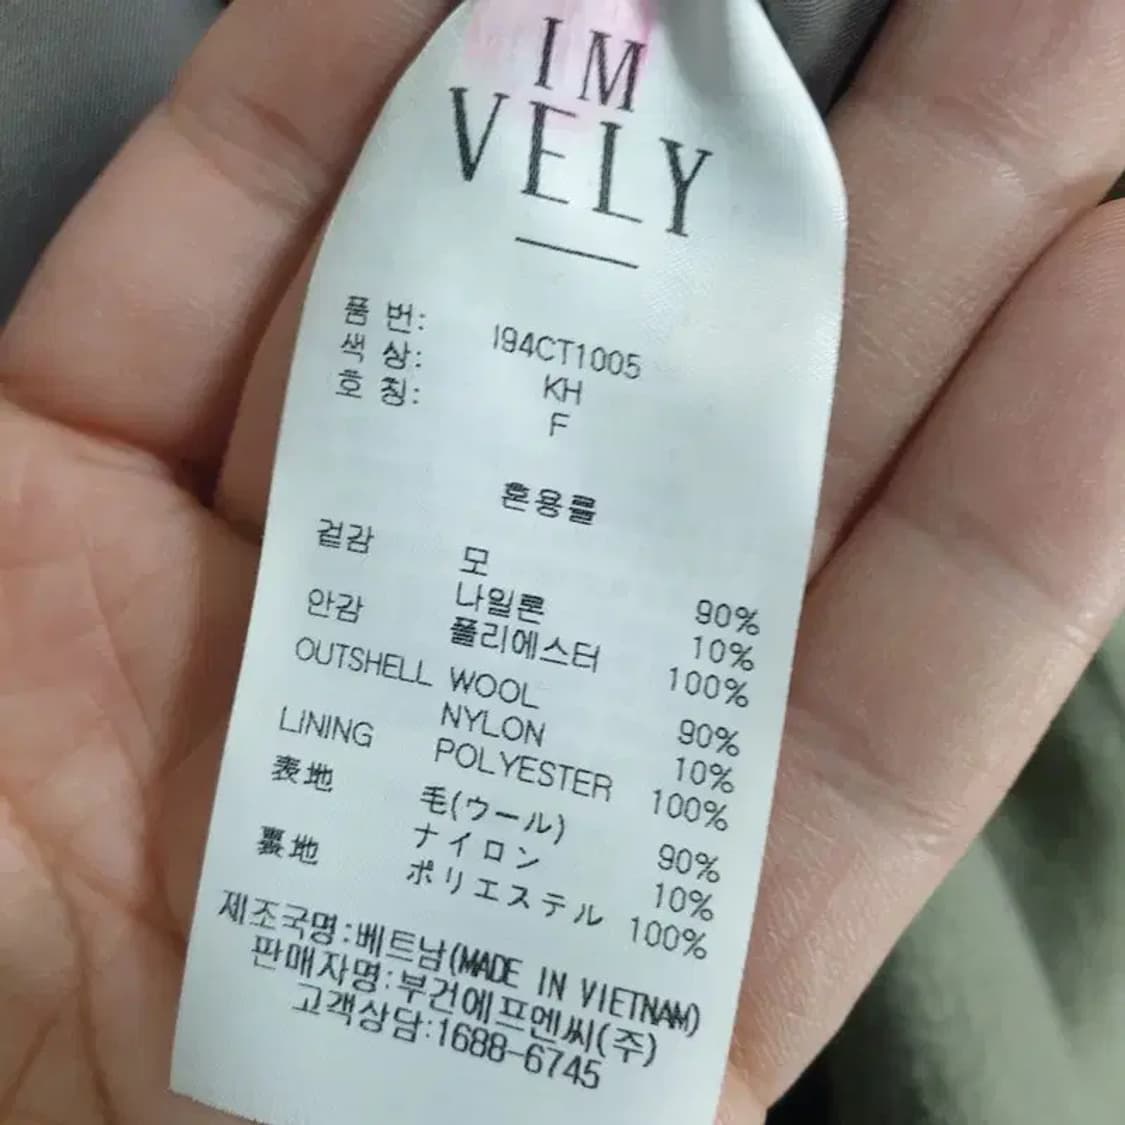 IM
VELY
품 번: I94CT1005
색 상: KH
호 칭: F
혼용률
겉감 모 90%
나일론 10%
안감 폴리에스터 100%
OUTSHELL WOOL 90%
NYLON 10%
LINING POLYESTER 100%
表地 毛(ウール) 90%
ナイロン 10%
裏地 ポリエステル 100%
제조국명:베트남(MADE IN VIETNAM)
판매자명:부건에프엔씨(주)
고객상담:1688-6745